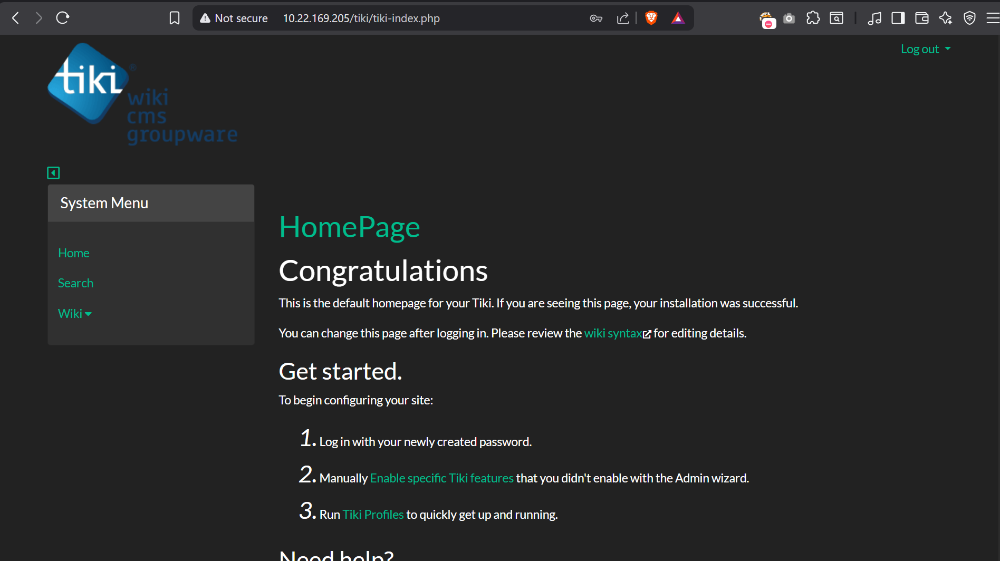 Not secure 10.22.169.205/tiki/tiki-index.php
Log out
tiki®
wiki
cms
groupware
System Menu
Home
Search
Wiki
HomePage
Congratulations
This is the default homepage for your Tiki. If you are seeing this page, your installation was successful.
You can change this page after logging in. Please review the wiki syntax for editing details.
Get started.
To begin configuring your site:
1. Log in with your newly created password.
2. Manually Enable specific Tiki features that you didn't enable with the Admin wizard.
3. Run Tiki Profiles to quickly get up and running.
Need help?